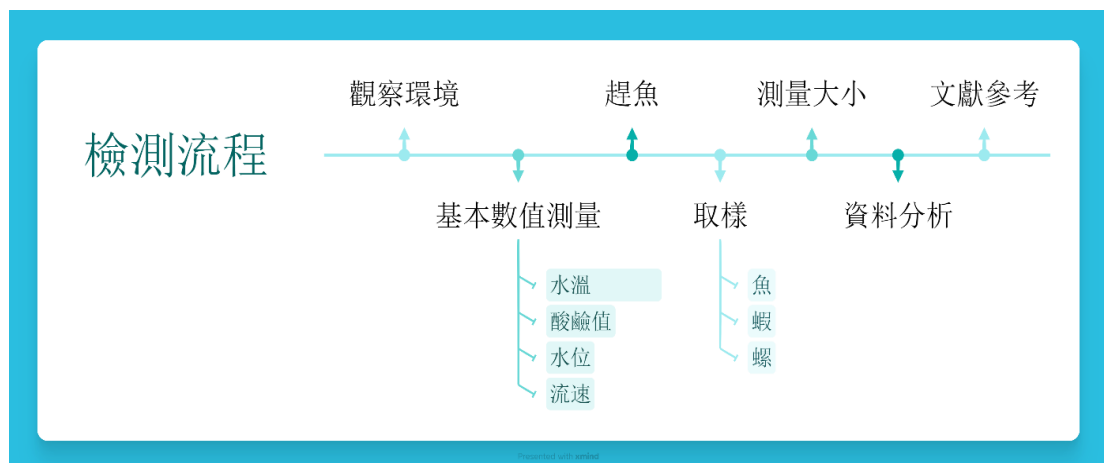 檢測流程
觀察環境
基本數值測量
水溫
酸鹼值
水位
流速
趕魚
取樣
魚
蝦
螺
測量大小
資料分析
文獻參考
Presented with xmind